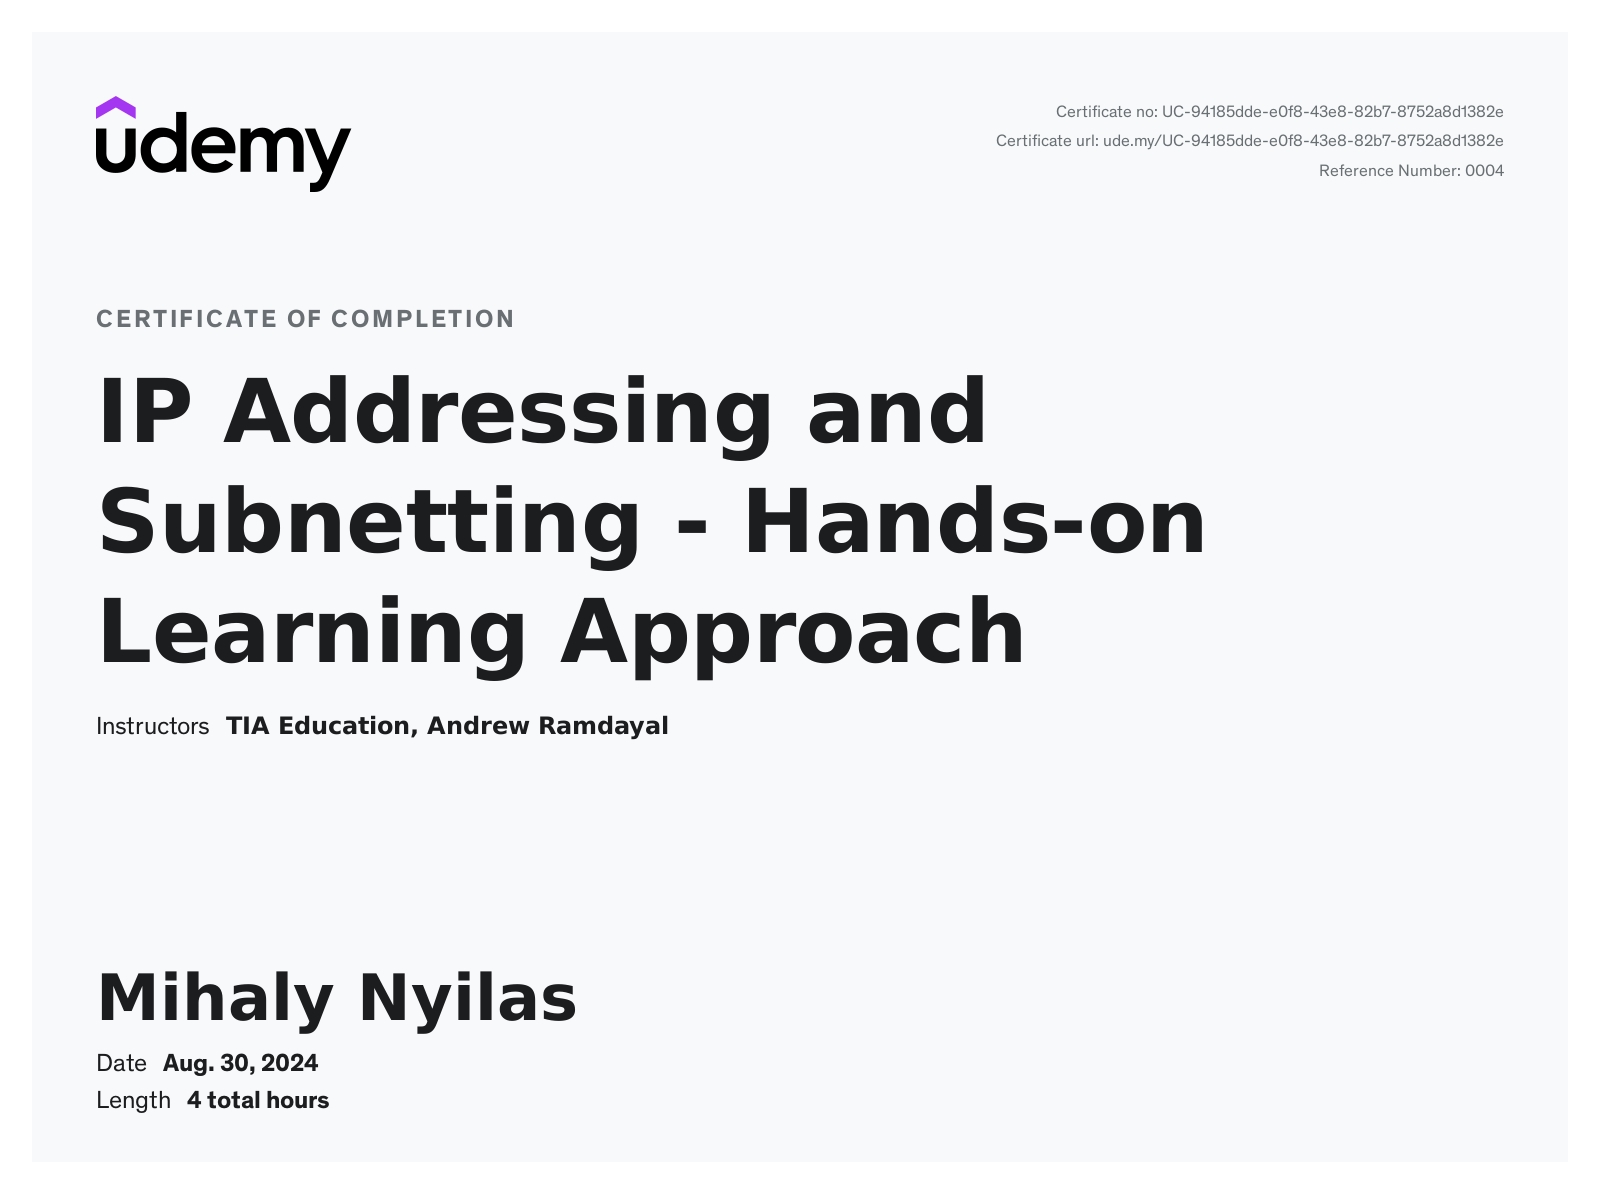 udemy
Certificate no: UC-94185dde-e0f8-43e8-82b7-8752a8d1382e
Certificate url: ude.my/UC-94185dde-e0f8-43e8-82b7-8752a8d1382e
Reference Number: 0004
CERTIFICATE OF COMPLETION
IP Addressing and
Subnetting - Hands-on
Learning Approach
Instructors TIA Education, Andrew Ramdayal
Mihaly Nyilas
Date Aug. 30, 2024
Length 4 total hours